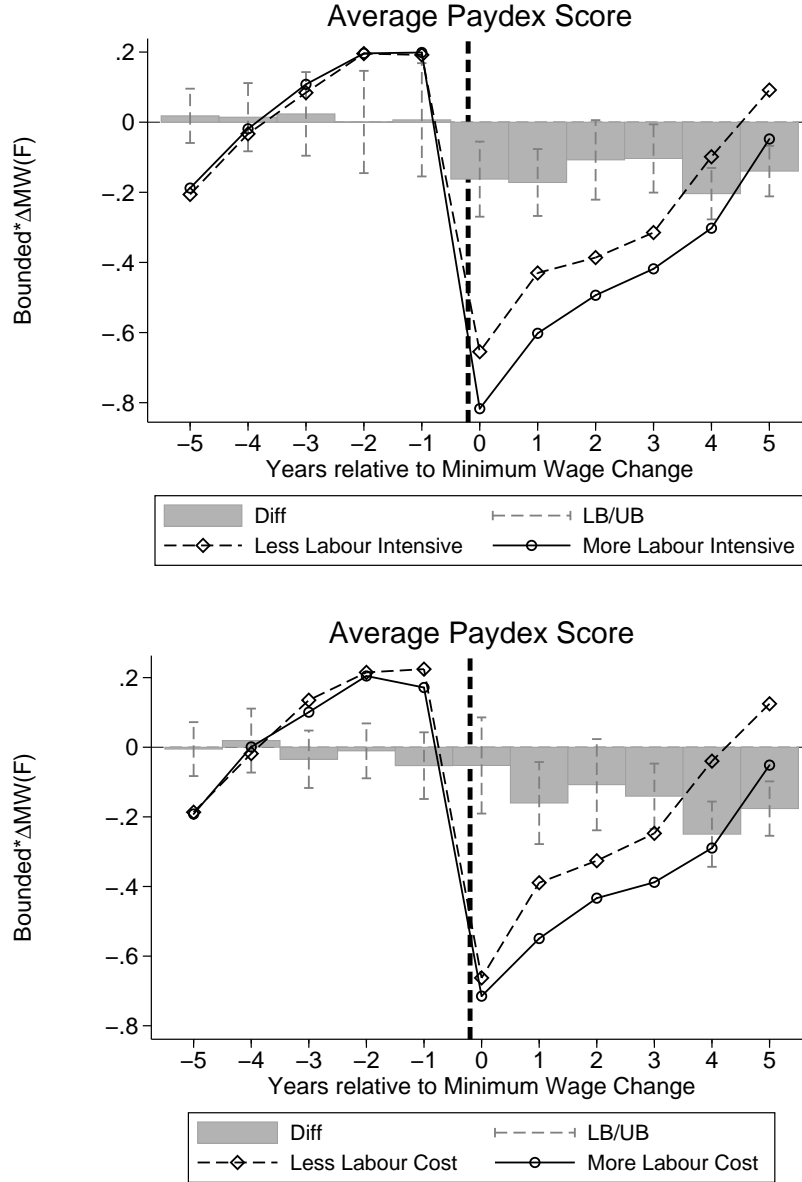 Average Paydex Score
Bounded*ΔMW(F)
.2
0
−.2
−.4
−.6
−.8
−5 −4 −3 −2 −1 0 1 2 3 4 5
Years relative to Minimum Wage Change
Diff LB/UB
Less Labour Intensive More Labour Intensive
Average Paydex Score
Bounded*ΔMW(F)
.2
0
−.2
−.4
−.6
−.8
−5 −4 −3 −2 −1 0 1 2 3 4 5
Years relative to Minimum Wage Change
Diff LB/UB
Less Labour Cost More Labour Cost